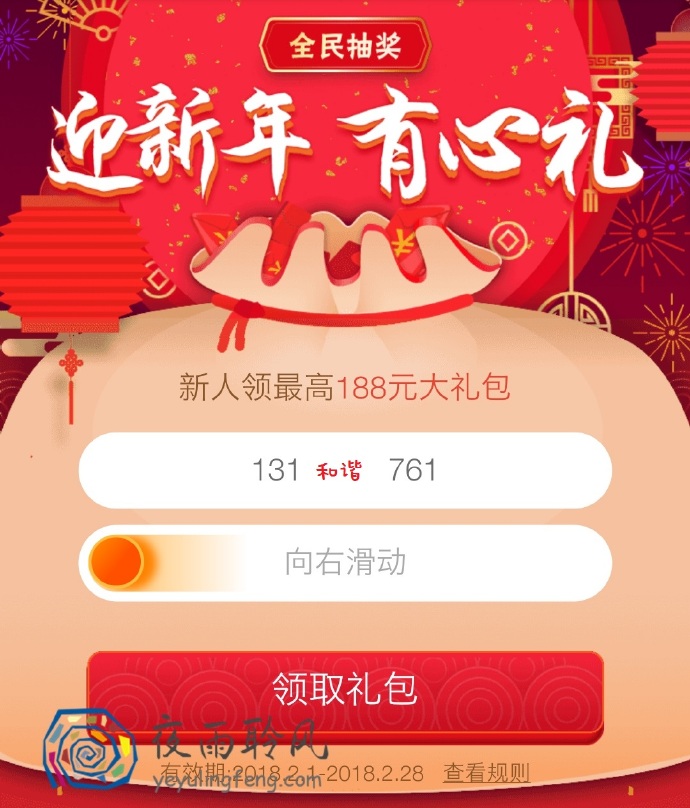 全民抽奖
迎新年 有心礼
新人领最高188元大礼包
131 和谐 761
向右滑动
领取礼包
夜雨聆风
yeyulingfeng.com
有效期:2018.2.1-2018.2.28 查看规则